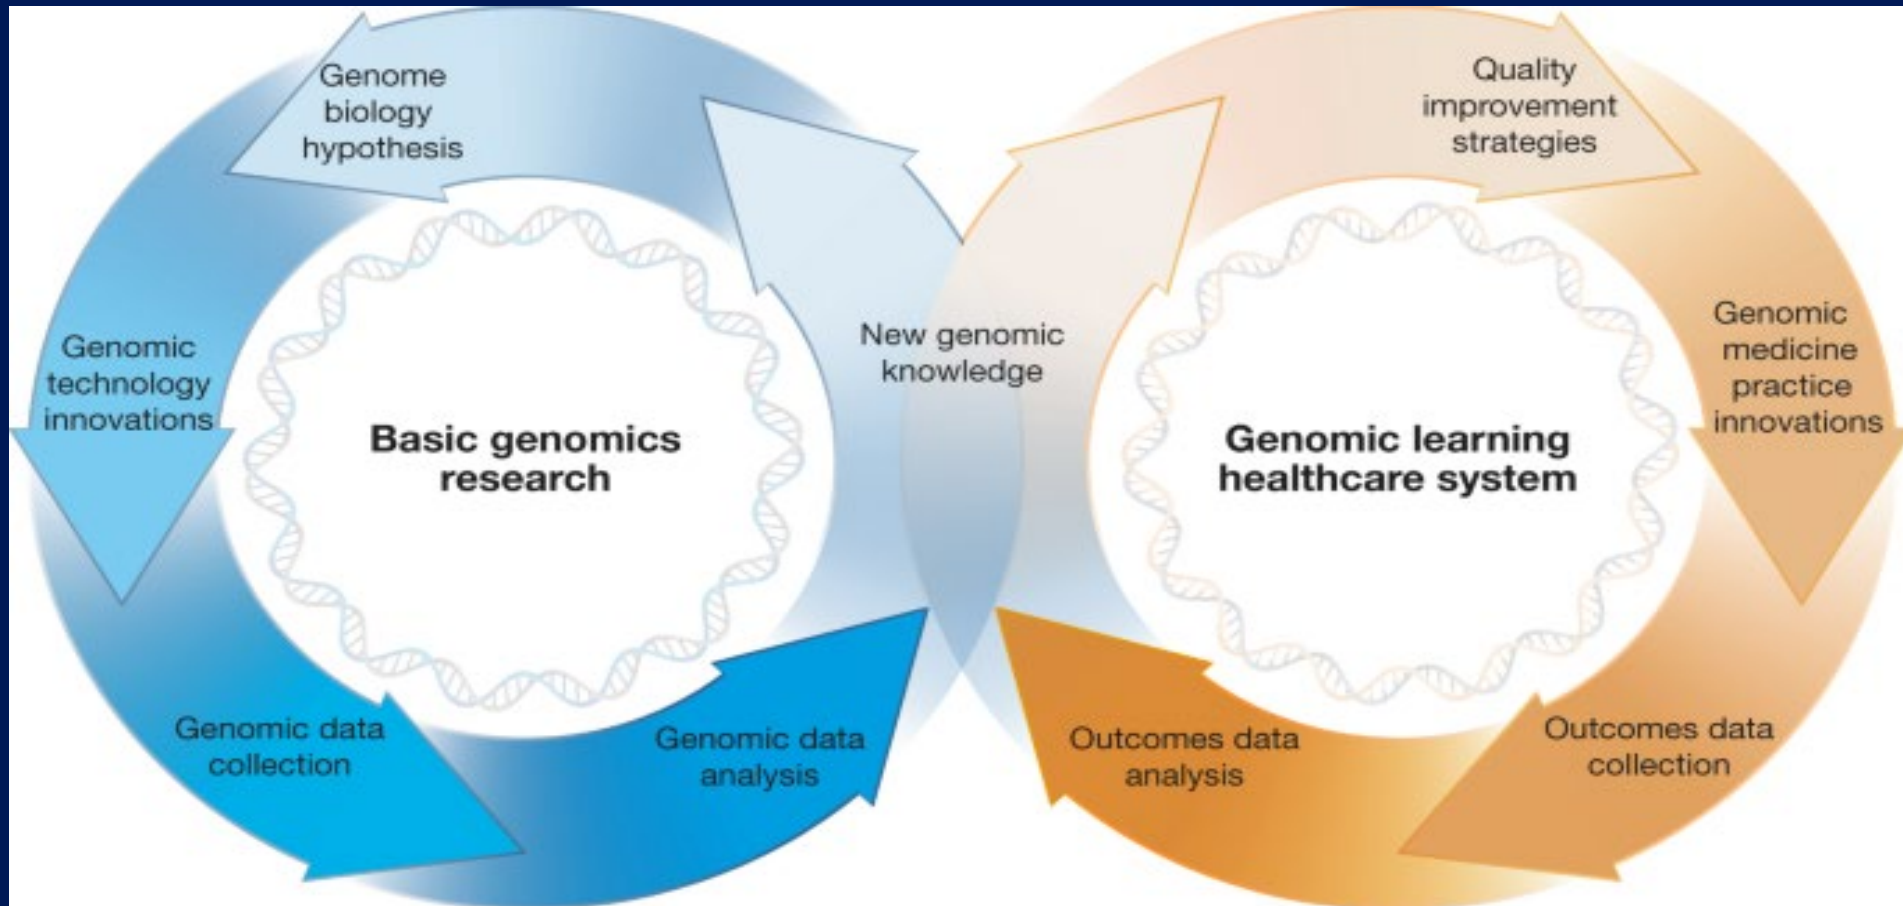 Genome
biology
hypothesis
Genomic
technology
innovations
Genomic data
collection
Genomic data
analysis
New genomic
knowledge
Basic genomics
research
Quality
improvement
strategies
Genomic
medicine
practice
innovations
Outcomes data
collection
Outcomes data
analysis
Genomic learning
healthcare system